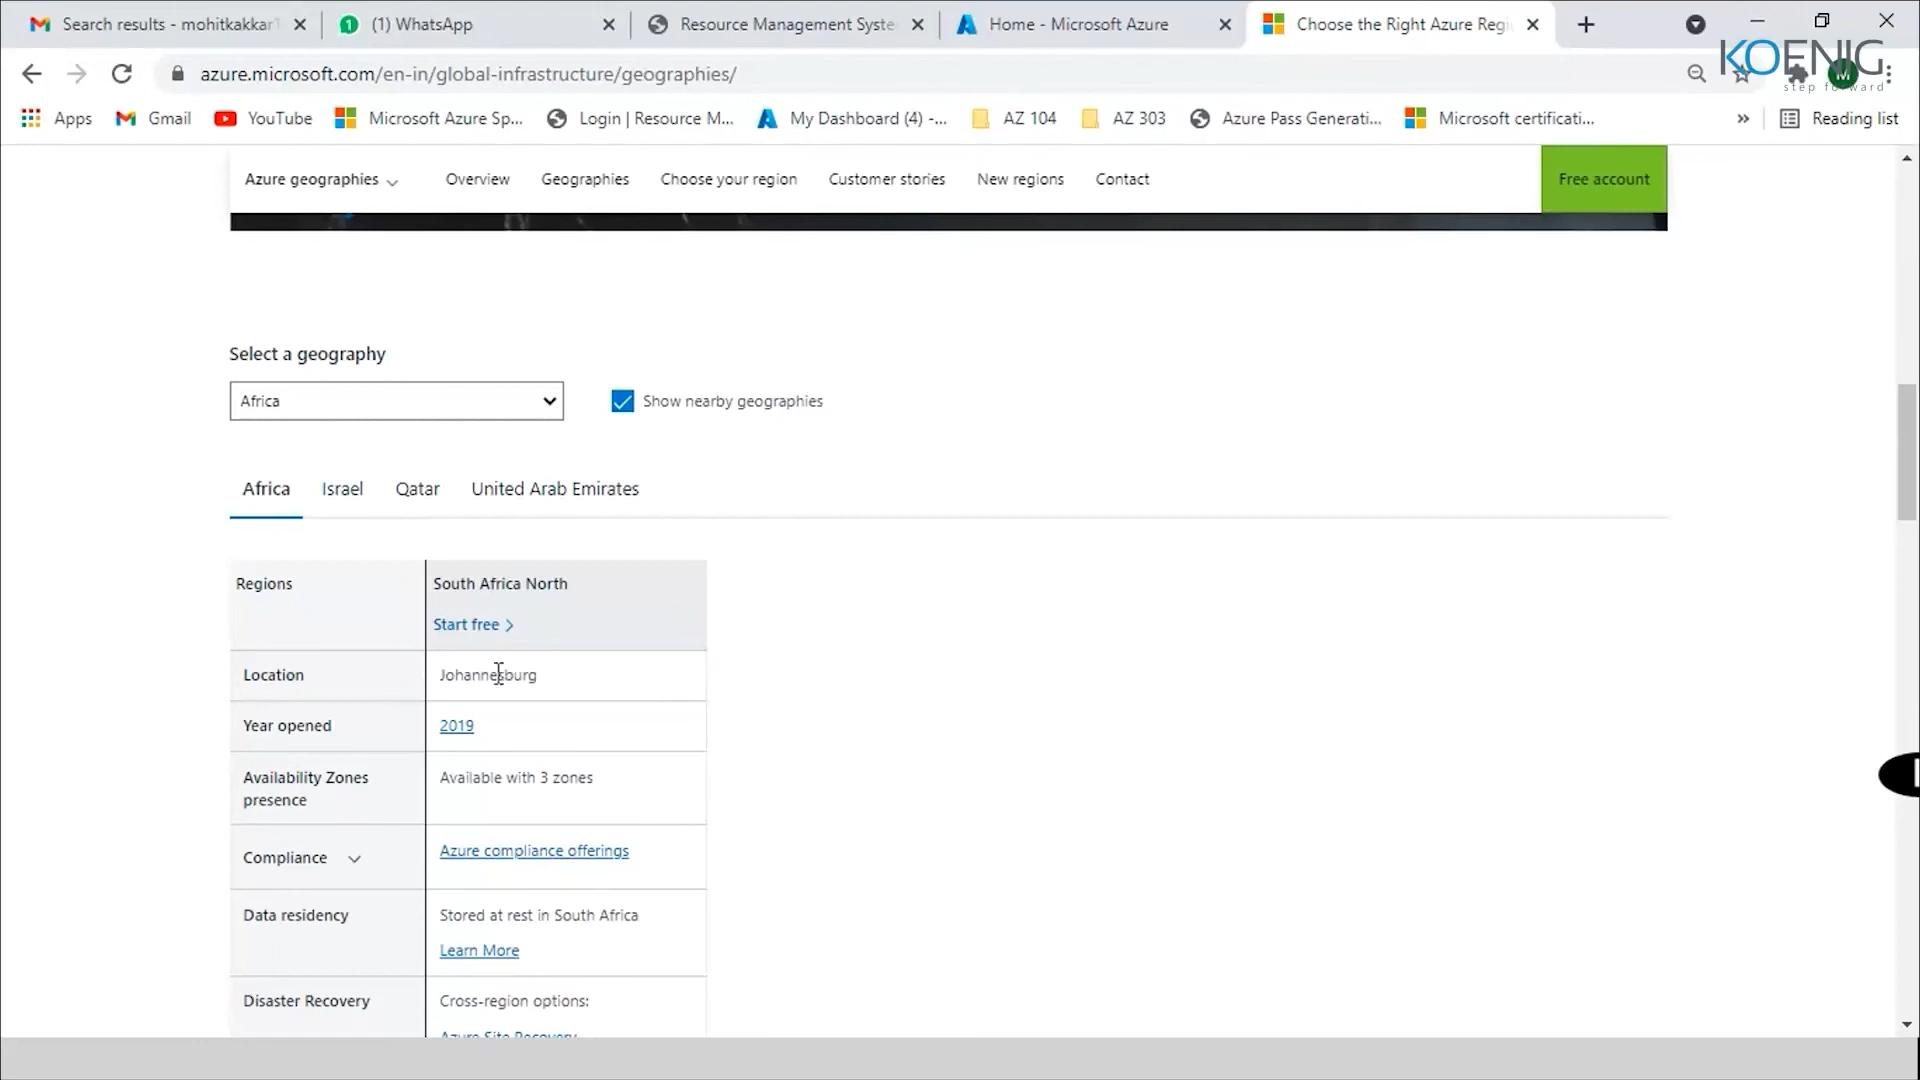 Search results - mohitkakkar1
(1) WhatsApp
Resource Management Syste
Home - Microsoft Azure
Choose the Right Azure Regi
KOENIG
step forward
azure.microsoft.com/en-in/global-infrastructure/geographies/
M
Apps
Gmail
YouTube
Microsoft Azure Sp...
Login | Resource M...
My Dashboard (4) -...
AZ 104
AZ 303
Azure Pass Generati...
Microsoft certificati...
Reading list
Azure geographies
Overview
Geographies
Choose your region
Customer stories
New regions
Contact
Free account
Select a geography
Africa
Show nearby geographies
Africa
Israel
Qatar
United Arab Emirates
Regions
South Africa North
Start free
Location
Johannesburg
Year opened
2019
Availability Zones
presence
Available with 3 zones
Compliance
Azure compliance offerings
Data residency
Stored at rest in South Africa
Learn More
Disaster Recovery
Cross-region options:
Azure Site Recovery